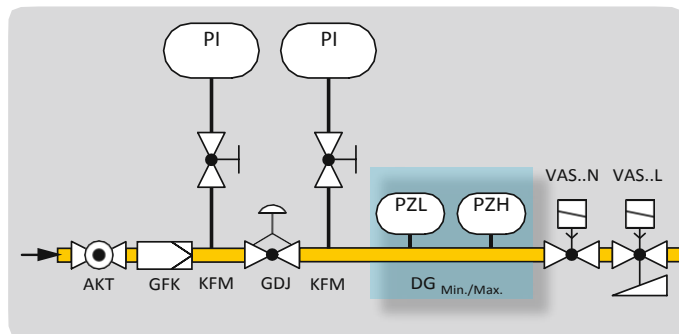 PI PI
VAS..N VAS..L
PZL PZH
AKT GFK KFM GDJ KFM DG Min./Max.